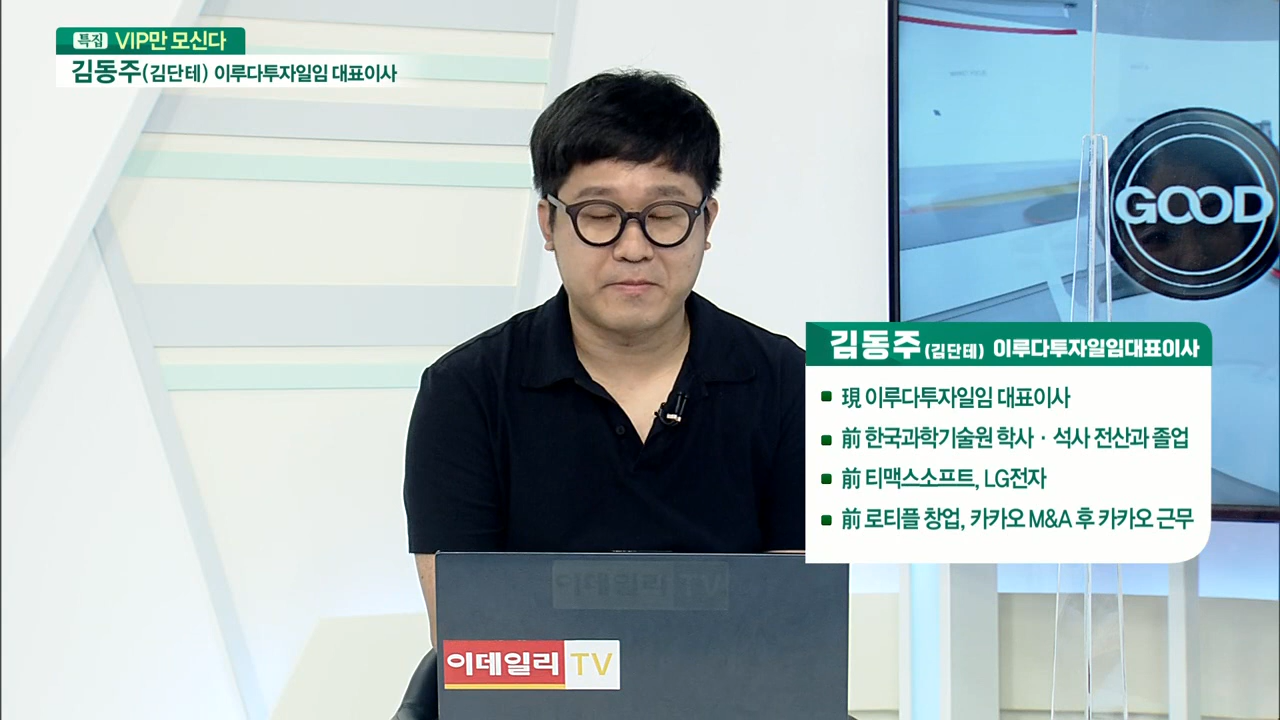 특집 VIP만 모신다
김동주(김단테) 이루다투자일임 대표이사
GOOD
김동주(김단테) 이루다투자일임대표이사
現 이루다투자일임 대표이사
前 한국과학기술원 학사 · 석사 전산과 졸업
前 티맥스소프트, LG전자
前 로티플 창업, 카카오 M&A 후 카카오 근무
이데일리 TV
이데일리 TV